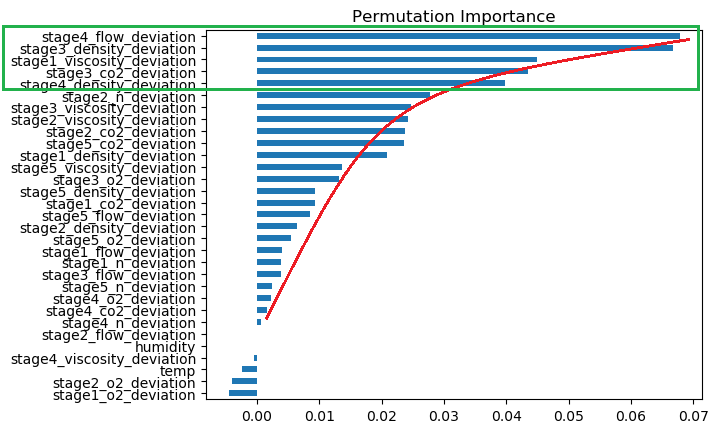 Permutation Importance
stage4_flow_deviation
stage3_density_deviation
stage1_viscosity_deviation
stage3_co2_deviation
stage4_density_deviation
stage2_n_deviation
stage3_viscosity_deviation
stage2_viscosity_deviation
stage2_co2_deviation
stage5_co2_deviation
stage1_density_deviation
stage5_viscosity_deviation
stage3_o2_deviation
stage5_density_deviation
stage1_co2_deviation
stage5_flow_deviation
stage2_density_deviation
stage5_o2_deviation
stage1_flow_deviation
stage1_n_deviation
stage3_flow_deviation
stage5_n_deviation
stage4_o2_deviation
stage4_co2_deviation
stage4_n_deviation
stage2_flow_deviation
humidity
stage4_viscosity_deviation
temp
stage2_o2_deviation
stage1_o2_deviation
0.00 0.01 0.02 0.03 0.04 0.05 0.06 0.07